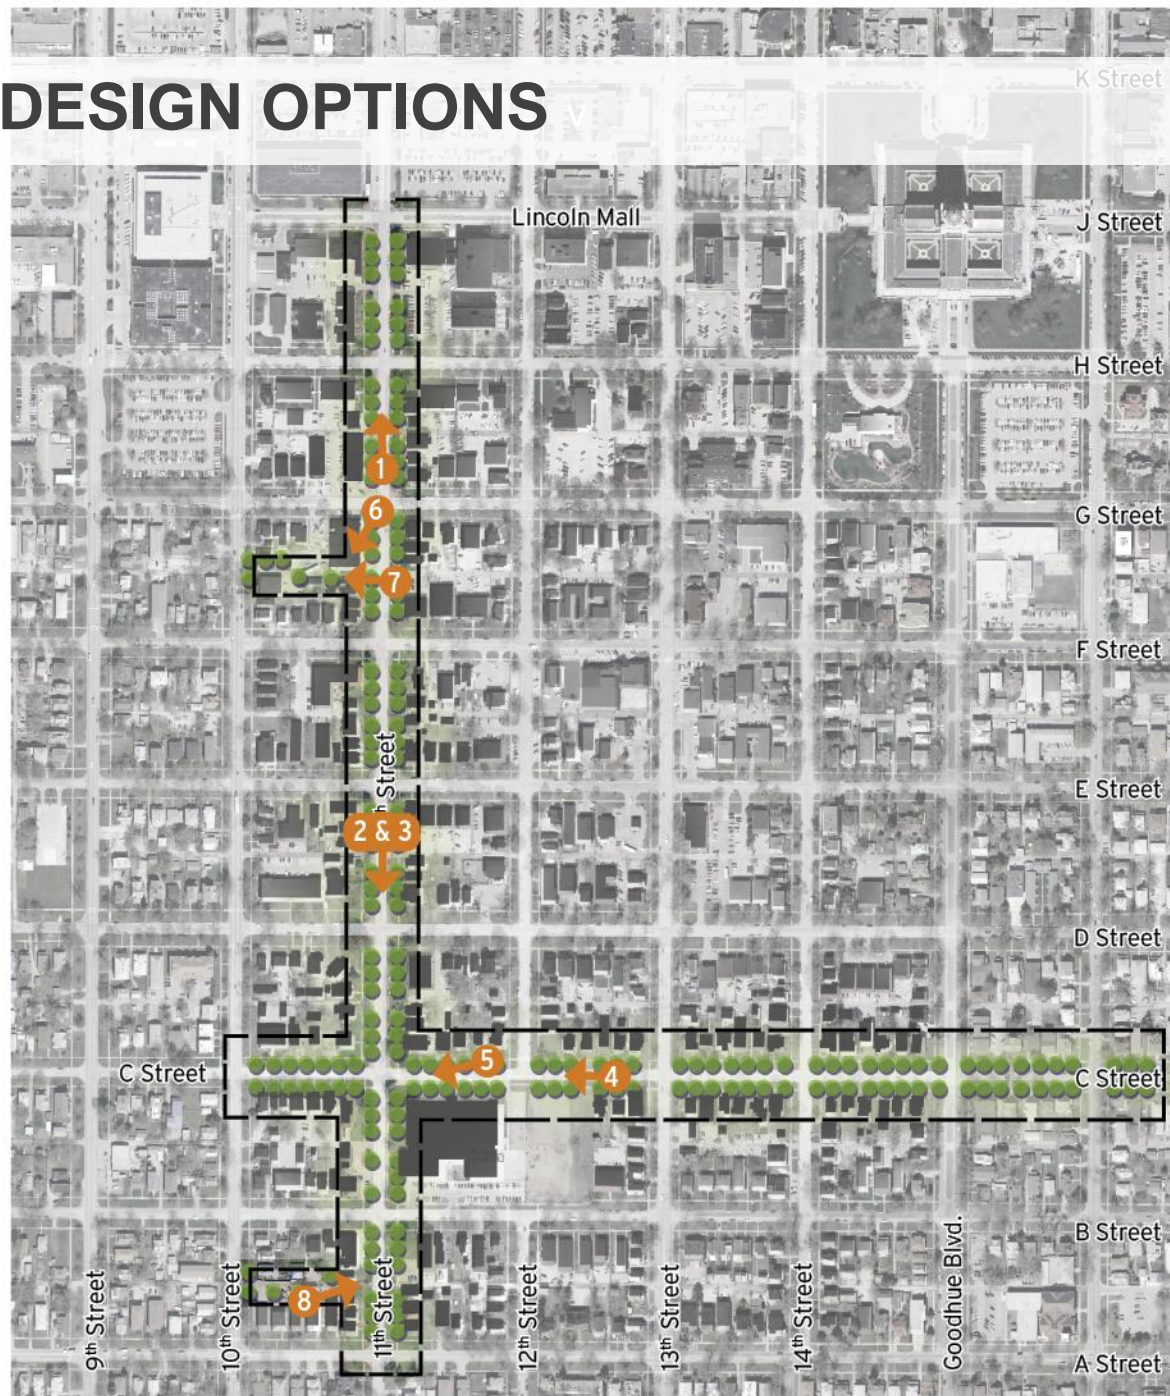 K Street
DESIGN OPTIONS
Lincoln Mall
J Street
H Street
1
6
G Street
7
F Street
Street
E Street
2 & 3
D Street
5
C Street
4
C Street
B Street
8
9th Street
10th Street
11th Street
12th Street
13th Street
14th Street
Goodhue Blvd.
A Street